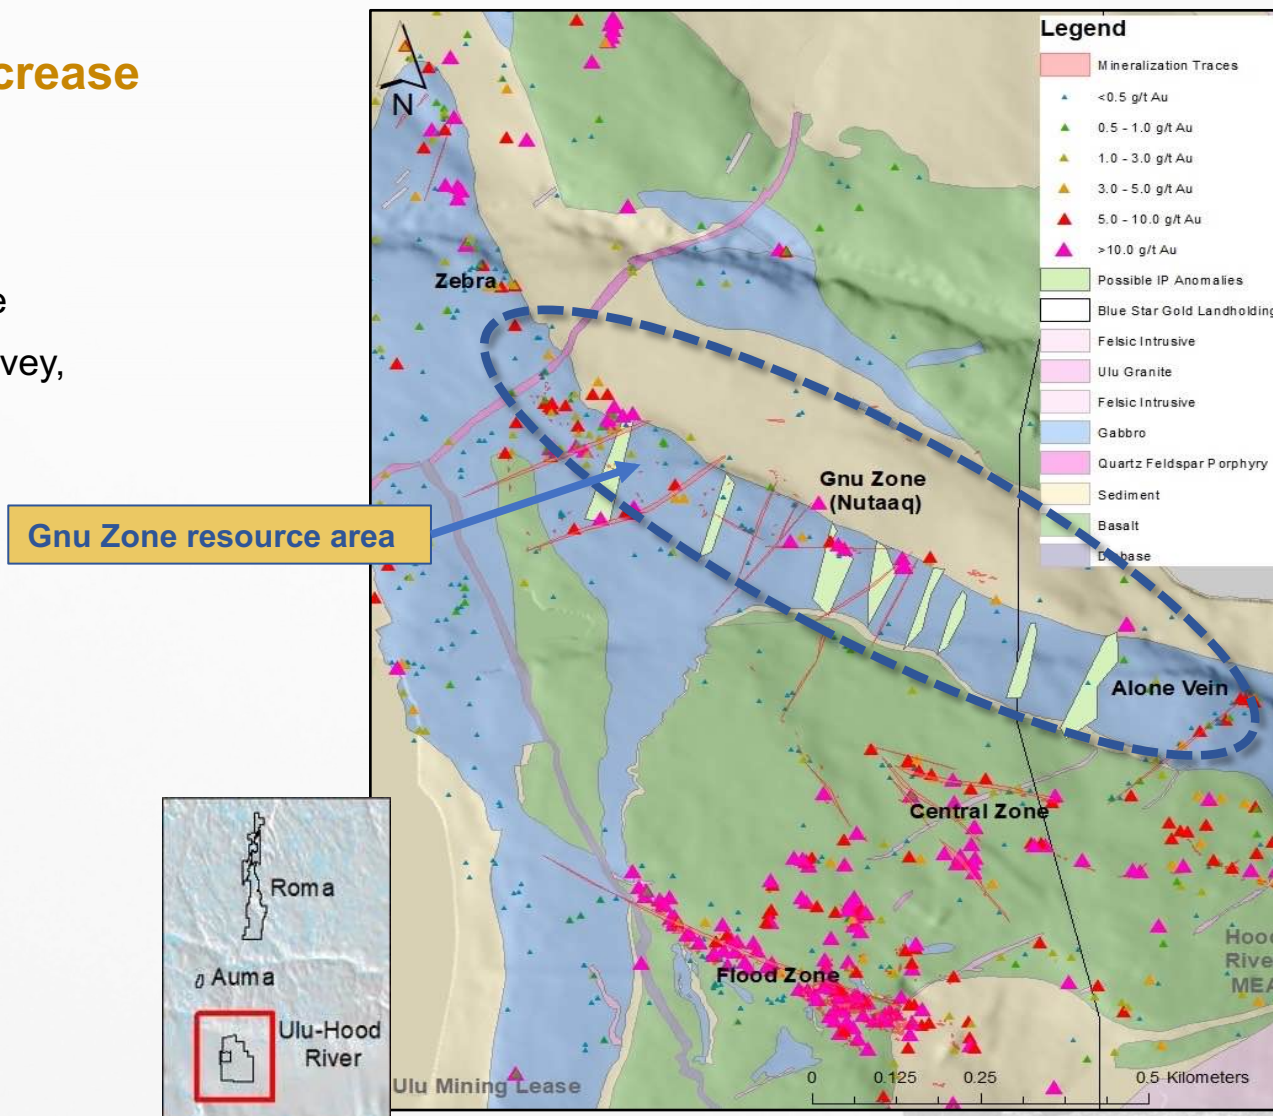 crease
e
vey,
Gnu Zone resource area
N
Zebra
Gnu Zone
(Nutaaq)
Alone Vein
Central Zone
Flood Zone
Ulu Mining Lease
0 0.125 0.25 0.5 Kilometers
Legend
Mineralization Traces
<0.5 g/t Au
0.5 - 1.0 g/t Au
1.0 - 3.0 g/t Au
3.0 - 5.0 g/t Au
5.0 - 10.0 g/t Au
>10.0 g/t Au
Possible IP Anomalies
Blue Star Gold Landholding
Felsic Intrusive
Ulu Granite
Felsic Intrusive
Gabbro
Quartz Feldspar Porphyry
Sediment
Basalt
Diabase
Hood
River
MEA
Roma
Auma
Ulu-Hood
River